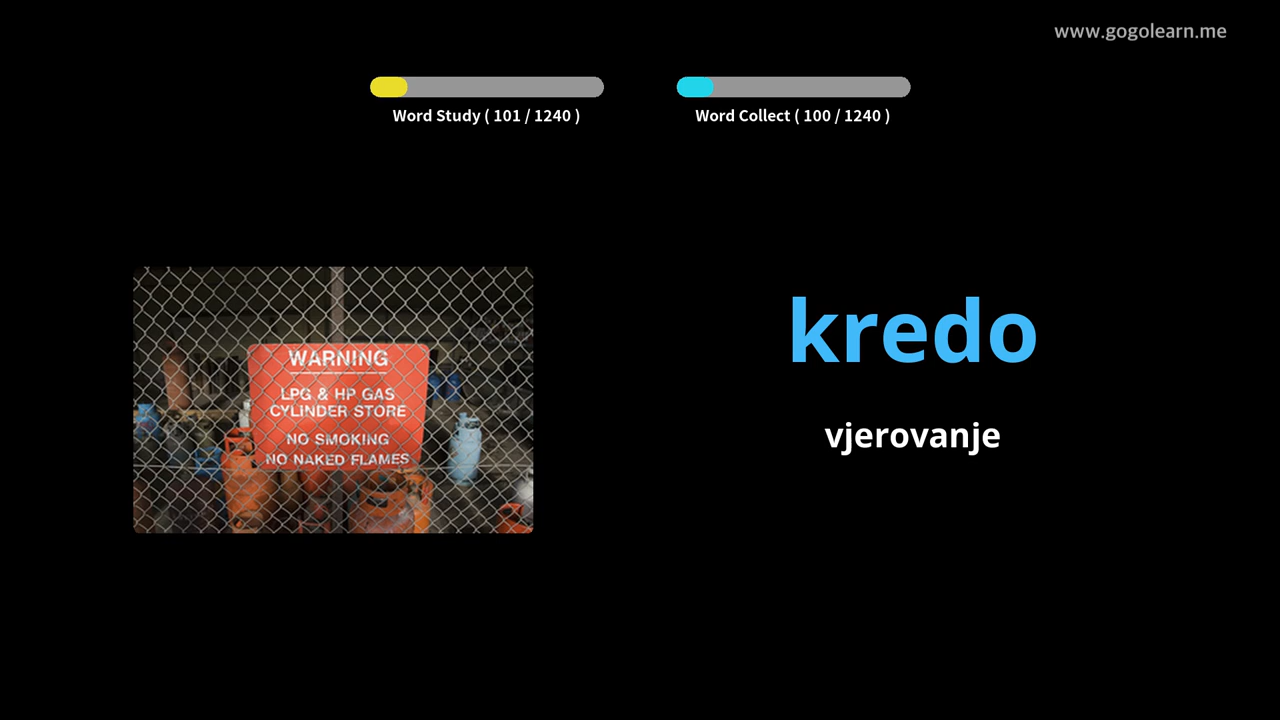 www.gogolearn.me
Word Study ( 101 / 1240 )
Word Collect ( 100 / 1240 )
WARNING
LPG & HP GAS
CYLINDER STORE
NO SMOKING
NO NAKED FLAMES
kredo
vjerovanje